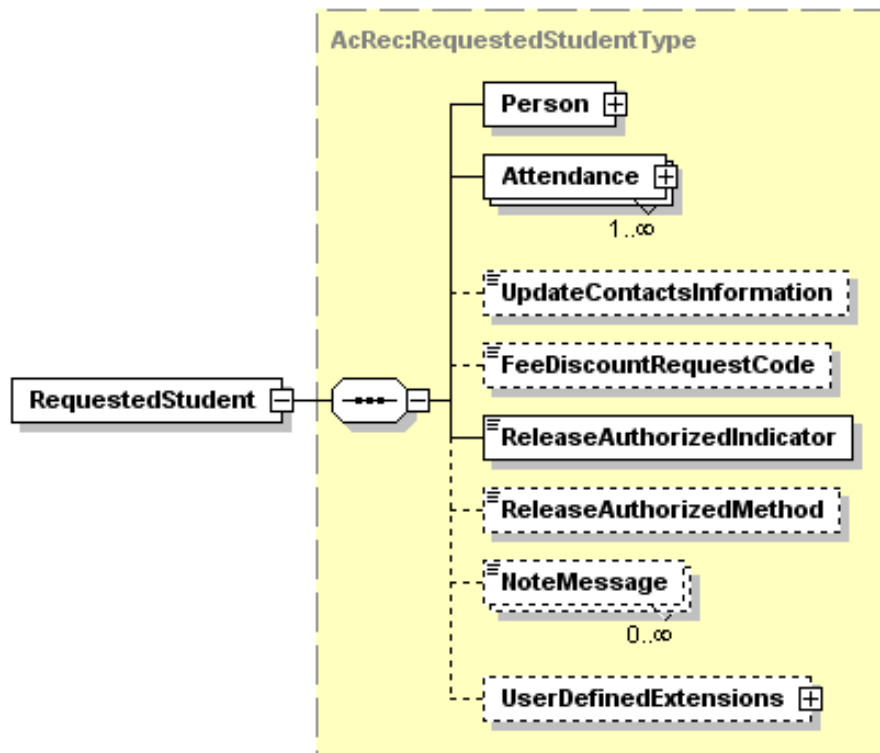 AcRec:RequestedStudentType
Person
Attendance
1..∞
UpdateContactsInformation
FeeDiscountRequestCode
RequestedStudent
ReleaseAuthorizedIndicator
ReleaseAuthorizedMethod
NoteMessage
0..∞
UserDefinedExtensions